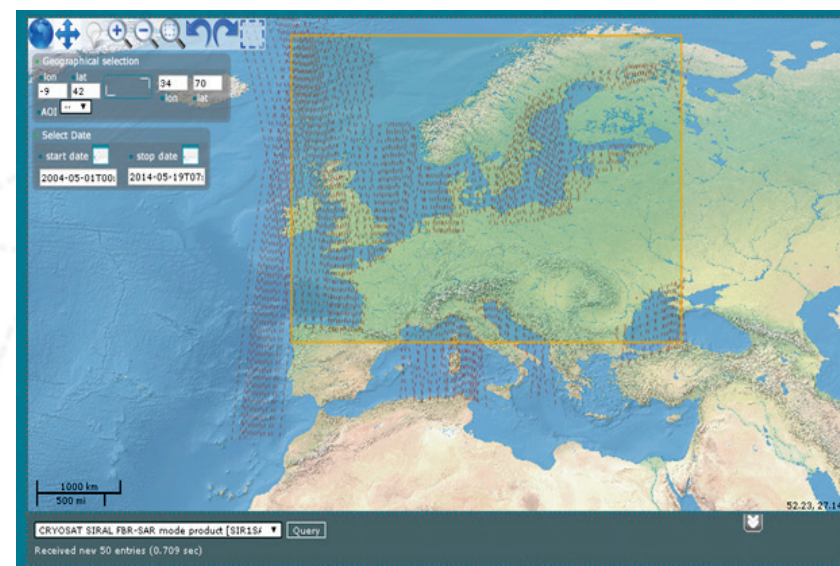 Geographical selection
lon lat
-9 42 34 70
lon lat
AOI --
Select Date
start date stop date
2004-05-01T00: 2014-05-19T07:
1000 km
500 mi
52.23, 27.14
CRYOSAT SIRAL FBR-SAR mode product [SIR1SA Query
Received new 50 entries (0.709 sec)